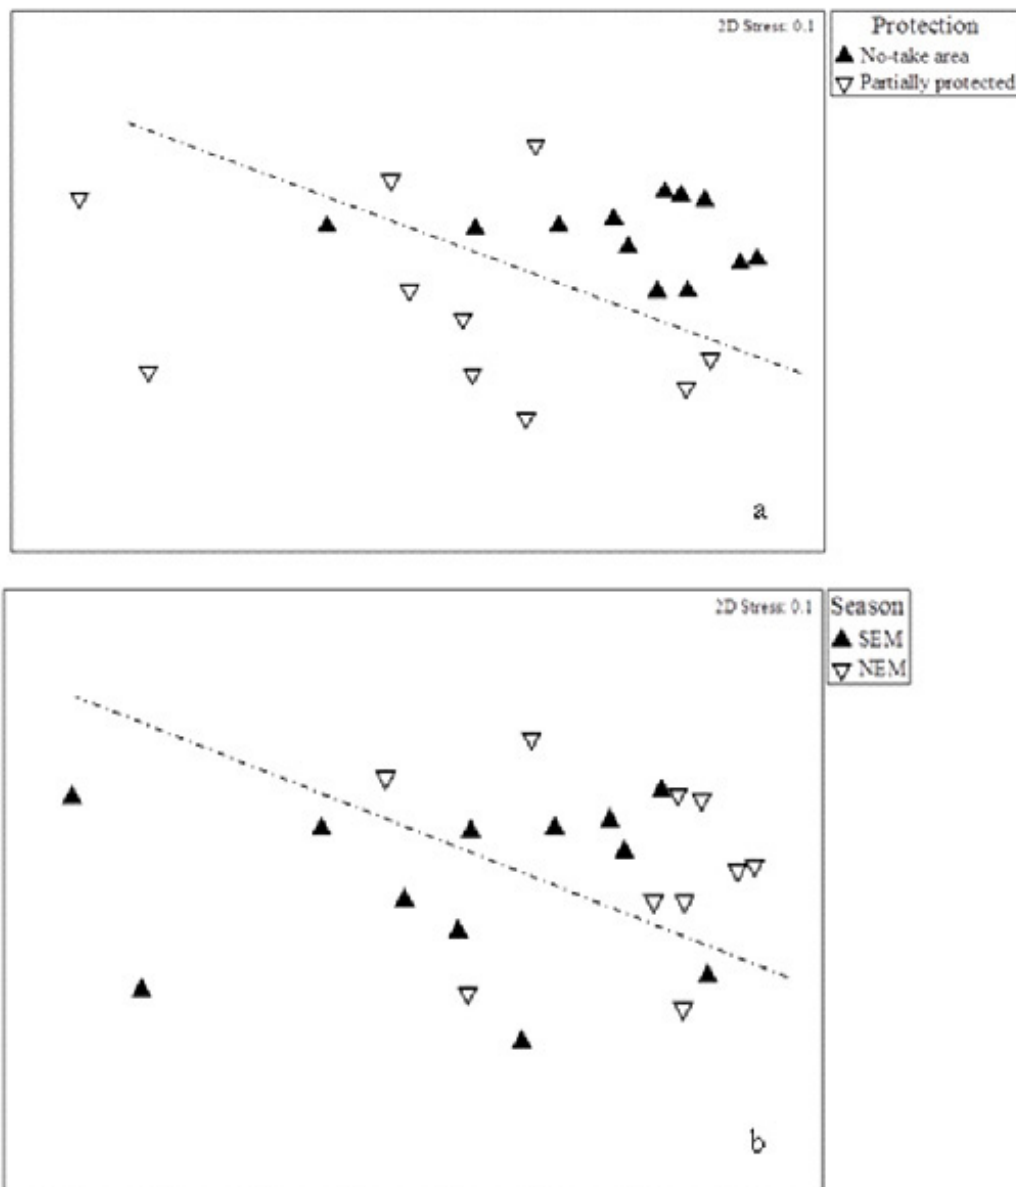 2D Stress: 0.1
Protection
No-take area
Partially protected
a
2D Stress: 0.1
Season
SEM
NEM
b